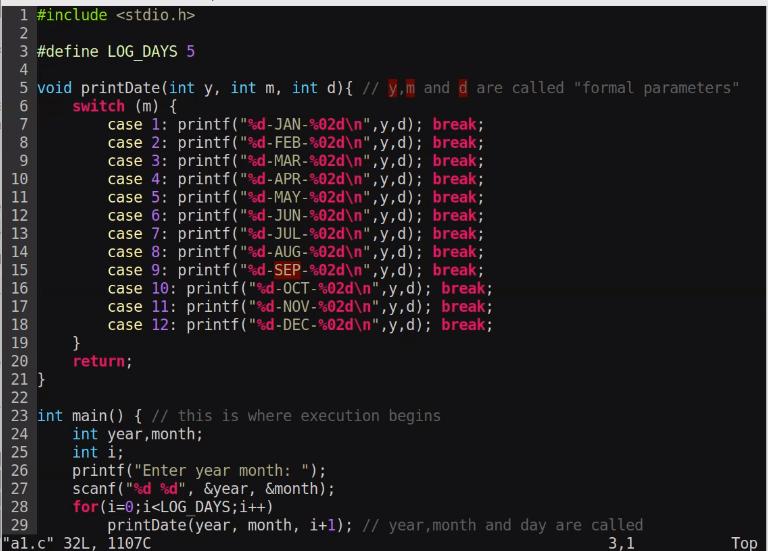 1 #include <stdio.h>
2
3 #define LOG_DAYS 5
4
5 void printDate(int y, int m, int d){ // y,m and d are called "formal parameters"
6     switch (m) {
7         case 1: printf("%d-JAN-%02d\n",y,d); break;
8         case 2: printf("%d-FEB-%02d\n",y,d); break;
9         case 3: printf("%d-MAR-%02d\n",y,d); break;
10         case 4: printf("%d-APR-%02d\n",y,d); break;
11         case 5: printf("%d-MAY-%02d\n",y,d); break;
12         case 6: printf("%d-JUN-%02d\n",y,d); break;
13         case 7: printf("%d-JUL-%02d\n",y,d); break;
14         case 8: printf("%d-AUG-%02d\n",y,d); break;
15         case 9: printf("%d-SEP-%02d\n",y,d); break;
16         case 10: printf("%d-OCT-%02d\n",y,d); break;
17         case 11: printf("%d-NOV-%02d\n",y,d); break;
18         case 12: printf("%d-DEC-%02d\n",y,d); break;
19     }
20     return;
21 }
22
23 int main() { // this is where execution begins
24     int year,month;
25     int i;
26     printf("Enter year month: ");
27     scanf("%d %d", &year, &month);
28     for(i=0;i<LOG_DAYS;i++)
29         printDate(year, month, i+1); // year,month and day are called
"a1.c" 32L, 1107C 3,1 Top